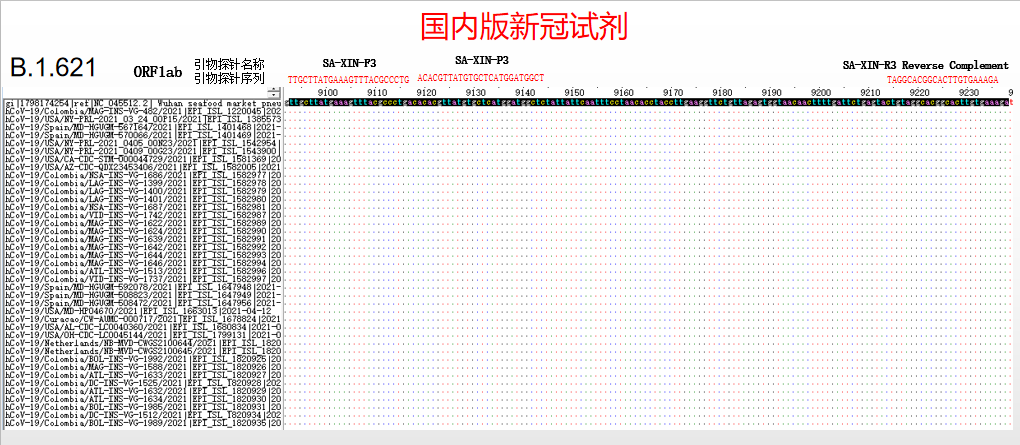 国内版新冠试剂
B.1.621
ORF1ab
引物探针名称
引物探针序列
SA-XIN-P3
SA-XIN-P3
SA-XIN-R3 Reverse Complement
TTGCTTATGAAAGTTTACGCCCTG
ACACGTTATGTGCTCATGGATGGCT
TAGGCACGGCACTTGTGAAAGA
9100 9110 9120 9130 9140 9150 9160 9170 9180 9190 9200 9210 9220 9230 9
gi|1798174254|ref|NC_045512.2| Wuhan seafood market pneu
hCoV-19/Colombia/MAG-INS-VG-482/2021|EPI_ISL_1220045|202
hCoV-19/USA/NY-PRL-2021_03_24_00P15/2021|EPI_ISL_1385573
hCoV-19/Spain/MD-HGUGM-567164/2021|EPI_ISL_1401468|2021-
hCoV-19/Spain/MD-HGUGM-570066/2021|EPI_ISL_1401469|2021-
hCoV-19/USA/NY-PRL-2021_0405_00N23/2021|EPI_ISL_1542954|
hCoV-19/USA/NY-PRL-2021_0409_00G23/2021|EPI_ISL_1543900|
hCoV-19/USA/CA-CDC-STM-000044729/2021|EPI_ISL_1581369|20
hCoV-19/USA/AZ-CDC-QDX23453406/2021|EPI_ISL_1582005|2021
hCoV-19/Colombia/NSA-INS-VG-1686/2021|EPI_ISL_1582977|20
hCoV-19/Colombia/LAG-INS-VG-1399/2021|EPI_ISL_1582978|20
hCoV-19/Colombia/LAG-INS-VG-1400/2021|EPI_ISL_1582979|20
hCoV-19/Colombia/LAG-INS-VG-1401/2021|EPI_ISL_1582980|20
hCoV-19/Colombia/NSA-INS-VG-1687/2021|EPI_ISL_1582981|20
hCoV-19/Colombia/VID-INS-VG-1742/2021|EPI_ISL_1582987|20
hCoV-19/Colombia/MAG-INS-VG-1622/2021|EPI_ISL_1582989|20
hCoV-19/Colombia/MAG-INS-VG-1624/2021|EPI_ISL_1582990|20
hCoV-19/Colombia/MAG-INS-VG-1639/2021|EPI_ISL_1582991|20
hCoV-19/Colombia/MAG-INS-VG-1642/2021|EPI_ISL_1582992|20
hCoV-19/Colombia/MAG-INS-VG-1644/2021|EPI_ISL_1582993|20
hCoV-19/Colombia/MAG-INS-VG-1646/2021|EPI_ISL_1582994|20
hCoV-19/Colombia/ATL-INS-VG-1513/2021|EPI_ISL_1582996|20
hCoV-19/Colombia/VID-INS-VG-1737/2021|EPI_ISL_1582997|20
hCoV-19/Spain/MD-HGUGM-592078/2021|EPI_ISL_1647948|2021-
hCoV-19/Spain/MD-HGUGM-508823/2021|EPI_ISL_1647949|2021-
hCoV-19/Spain/MD-HGUGM-508472/2021|EPI_ISL_1647956|2021-
hCoV-19/USA/MD-HP04670/2021|EPI_ISL_1663013|2021-04-12
hCoV-19/Curacao/CW-AUMC-000717/2021|EPI_ISL_1678824|2021
hCoV-19/USA/AL-CDC-LC0040360/2021|EPI_ISL_1680834|2021-0
hCoV-19/USA/OH-CDC-LC0045144/2021|EPI_ISL_1799131|2021-0
hCoV-19/Netherlands/NB-MVD-CWGS2100644/2021|EPI_ISL_1820
hCoV-19/Netherlands/NB-MVD-CWGS2100645/2021|EPI_ISL_1820
hCoV-19/Colombia/BOL-INS-VG-1992/2021|EPI_ISL_1820925|20
hCoV-19/Colombia/MAG-INS-VG-1588/2021|EPI_ISL_1820926|20
hCoV-19/Colombia/ATL-INS-VG-1633/2021|EPI_ISL_1820927|20
hCoV-19/Colombia/DC-INS-VG-1525/2021|EPI_ISL_1820928|202
hCoV-19/Colombia/ATL-INS-VG-1632/2021|EPI_ISL_1820929|20
hCoV-19/Colombia/ATL-INS-VG-1634/2021|EPI_ISL_1820930|20
hCoV-19/Colombia/BOL-INS-VG-1985/2021|EPI_ISL_1820931|20
hCoV-19/Colombia/DC-INS-VG-1512/2021|EPI_ISL_1820934|202
hCoV-19/Colombia/BOL-INS-VG-1989/2021|EPI_ISL_1820935|20